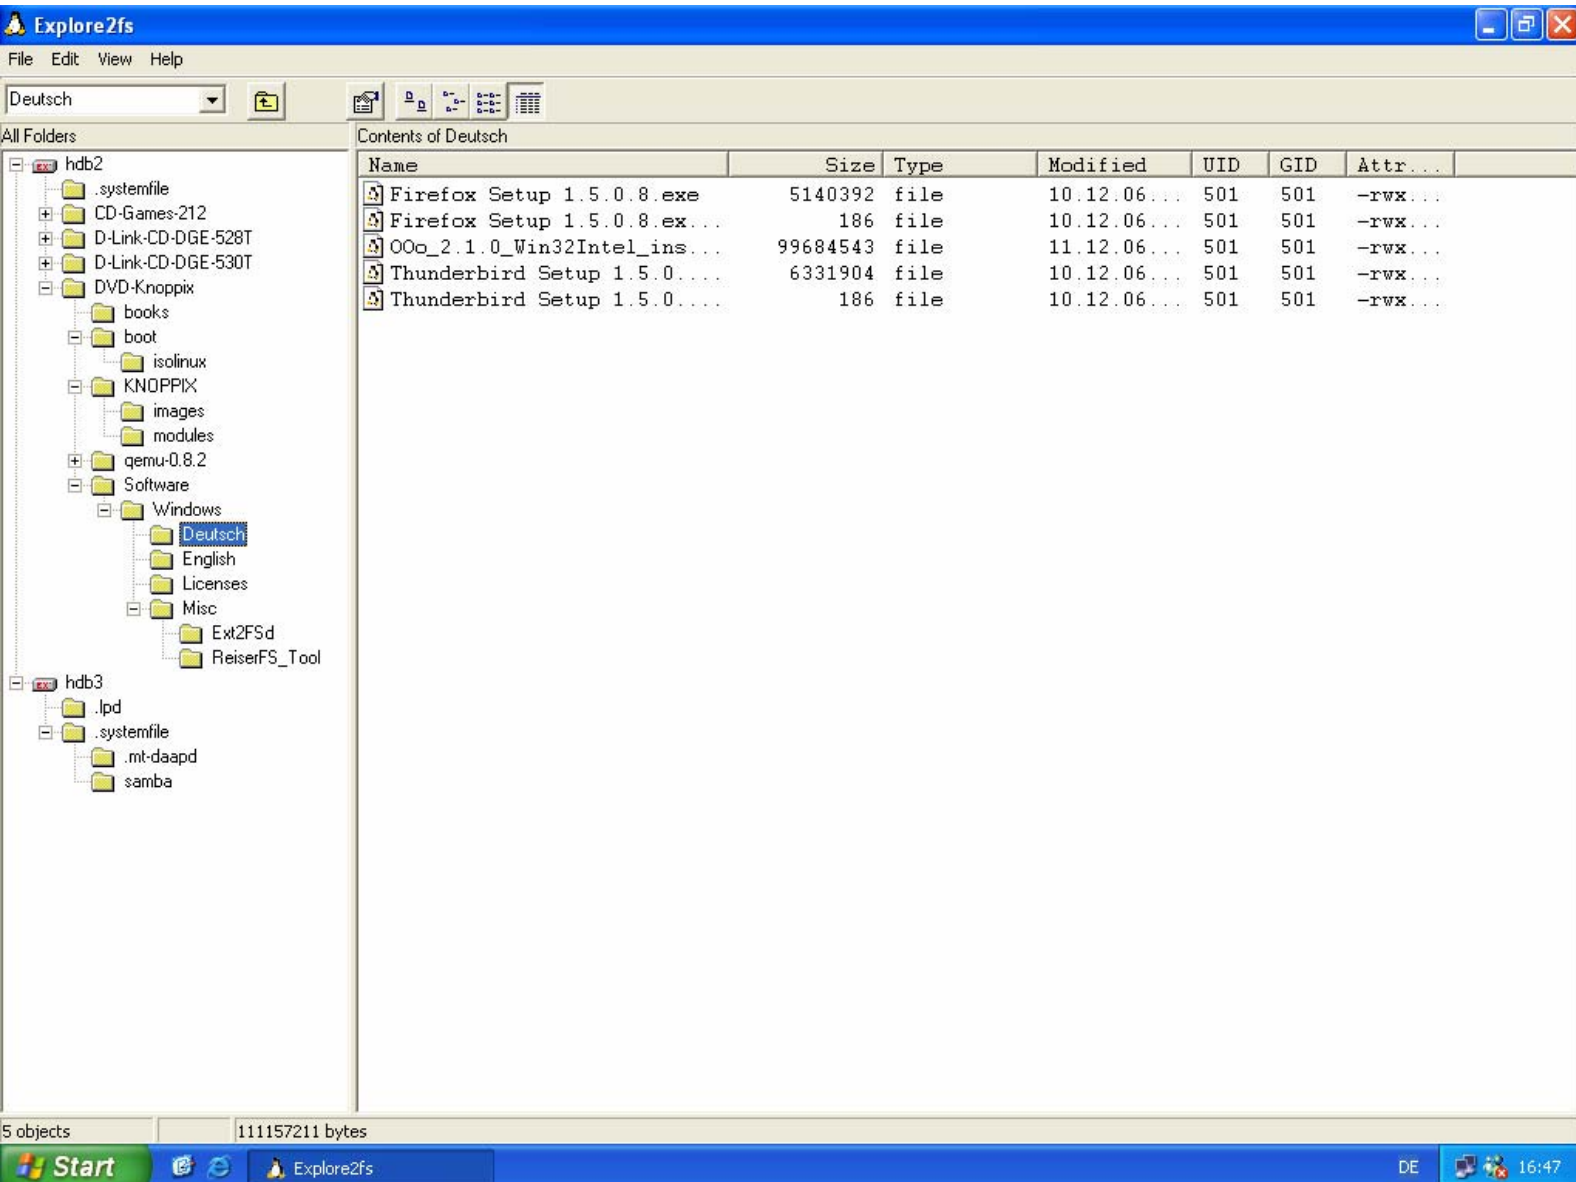 Explore2fs
File Edit View Help
Deutsch
All Folders
Contents of Deutsch
hdb2
.systemfile
CD-Games-212
D-Link-CD-DGE-528T
D-Link-CD-DGE-530T
DVD-Knoppix
books
boot
isolinux
KNOPPIX
images
modules
qemu-0.8.2
Software
Windows
Deutsch
English
Licenses
Misc
Ext2FSd
ReiserFS_Tool
hdb3
.lpd
.systemfile
.mt-daapd
samba
Name Size Type Modified UID GID Attr...
Firefox Setup 1.5.0.8.exe 5140392 file 10.12.06... 501 501 -rwx...
Firefox Setup 1.5.0.8.ex... 186 file 10.12.06... 501 501 -rwx...
OOo_2.1.0_Win32Intel_ins... 99684543 file 11.12.06... 501 501 -rwx...
Thunderbird Setup 1.5.0.... 6331904 file 10.12.06... 501 501 -rwx...
Thunderbird Setup 1.5.0.... 186 file 10.12.06... 501 501 -rwx...
5 objects 111157211 bytes
Start Explore2fs DE 16:47